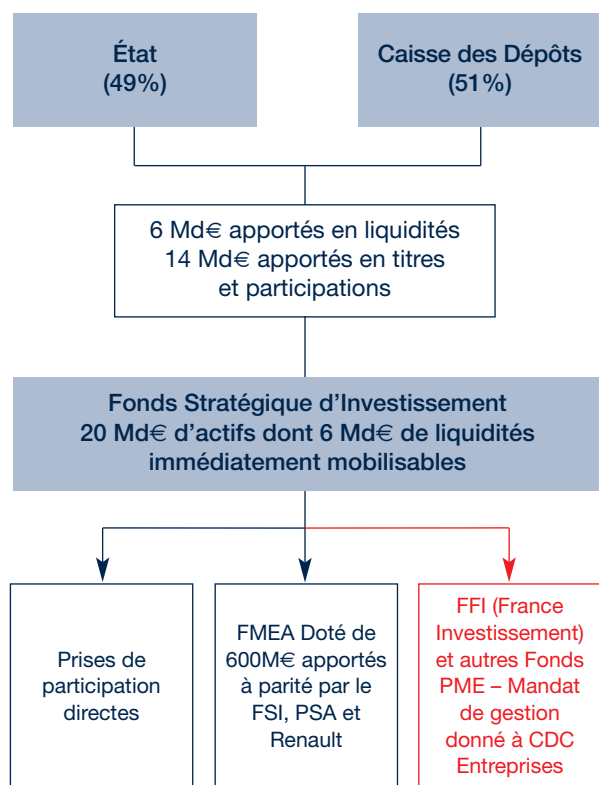 État
(49%)
Caisse des Dépôts
(51%)
6 Md€ apportés en liquidités
14 Md€ apportés en titres
et participations
Fonds Stratégique d'Investissement
20 Md€ d'actifs dont 6 Md€ de liquidités
immédiatement mobilisables
Prises de
participation
directes
FMEA Doté de
600M€ apportés
à parité par le
FSI, PSA et
Renault
FFI (France
Investissement)
et autres Fonds
PME – Mandat
de gestion
donné à CDC
Entreprises